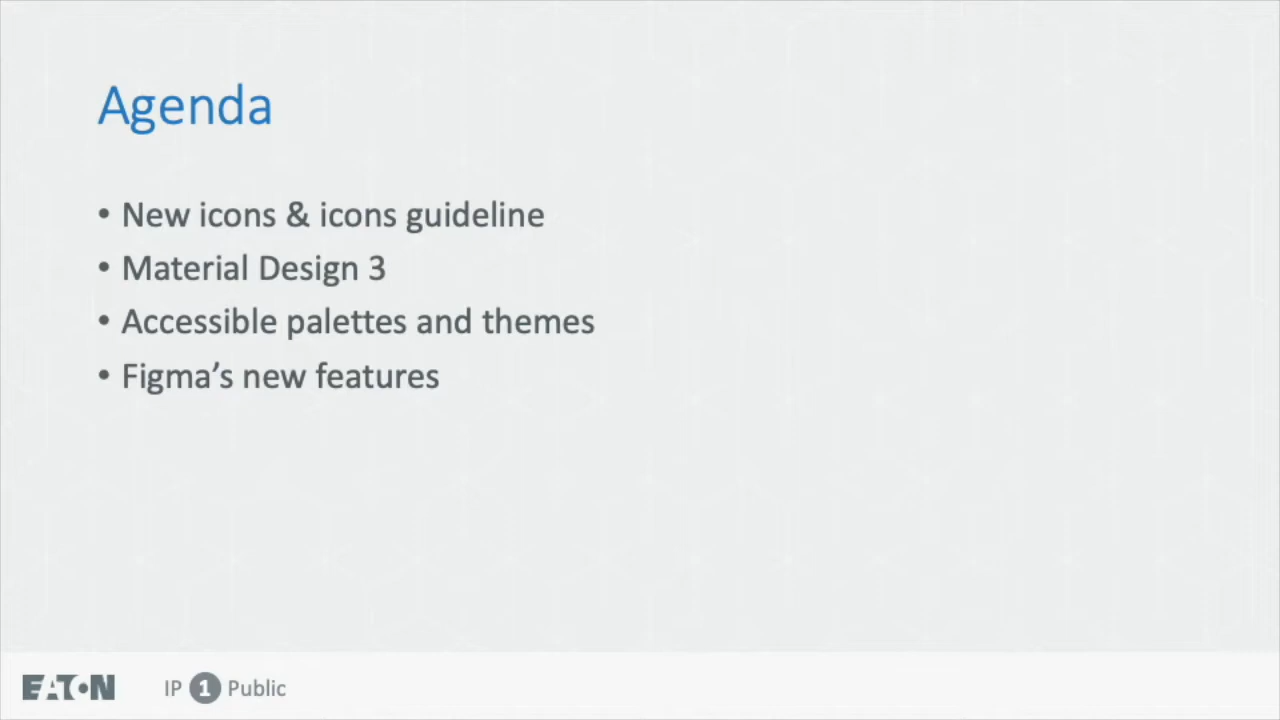 Agenda
• New icons & icons guideline
• Material Design 3
• Accessible palettes and themes
• Figma’s new features
EATON IP 1 Public